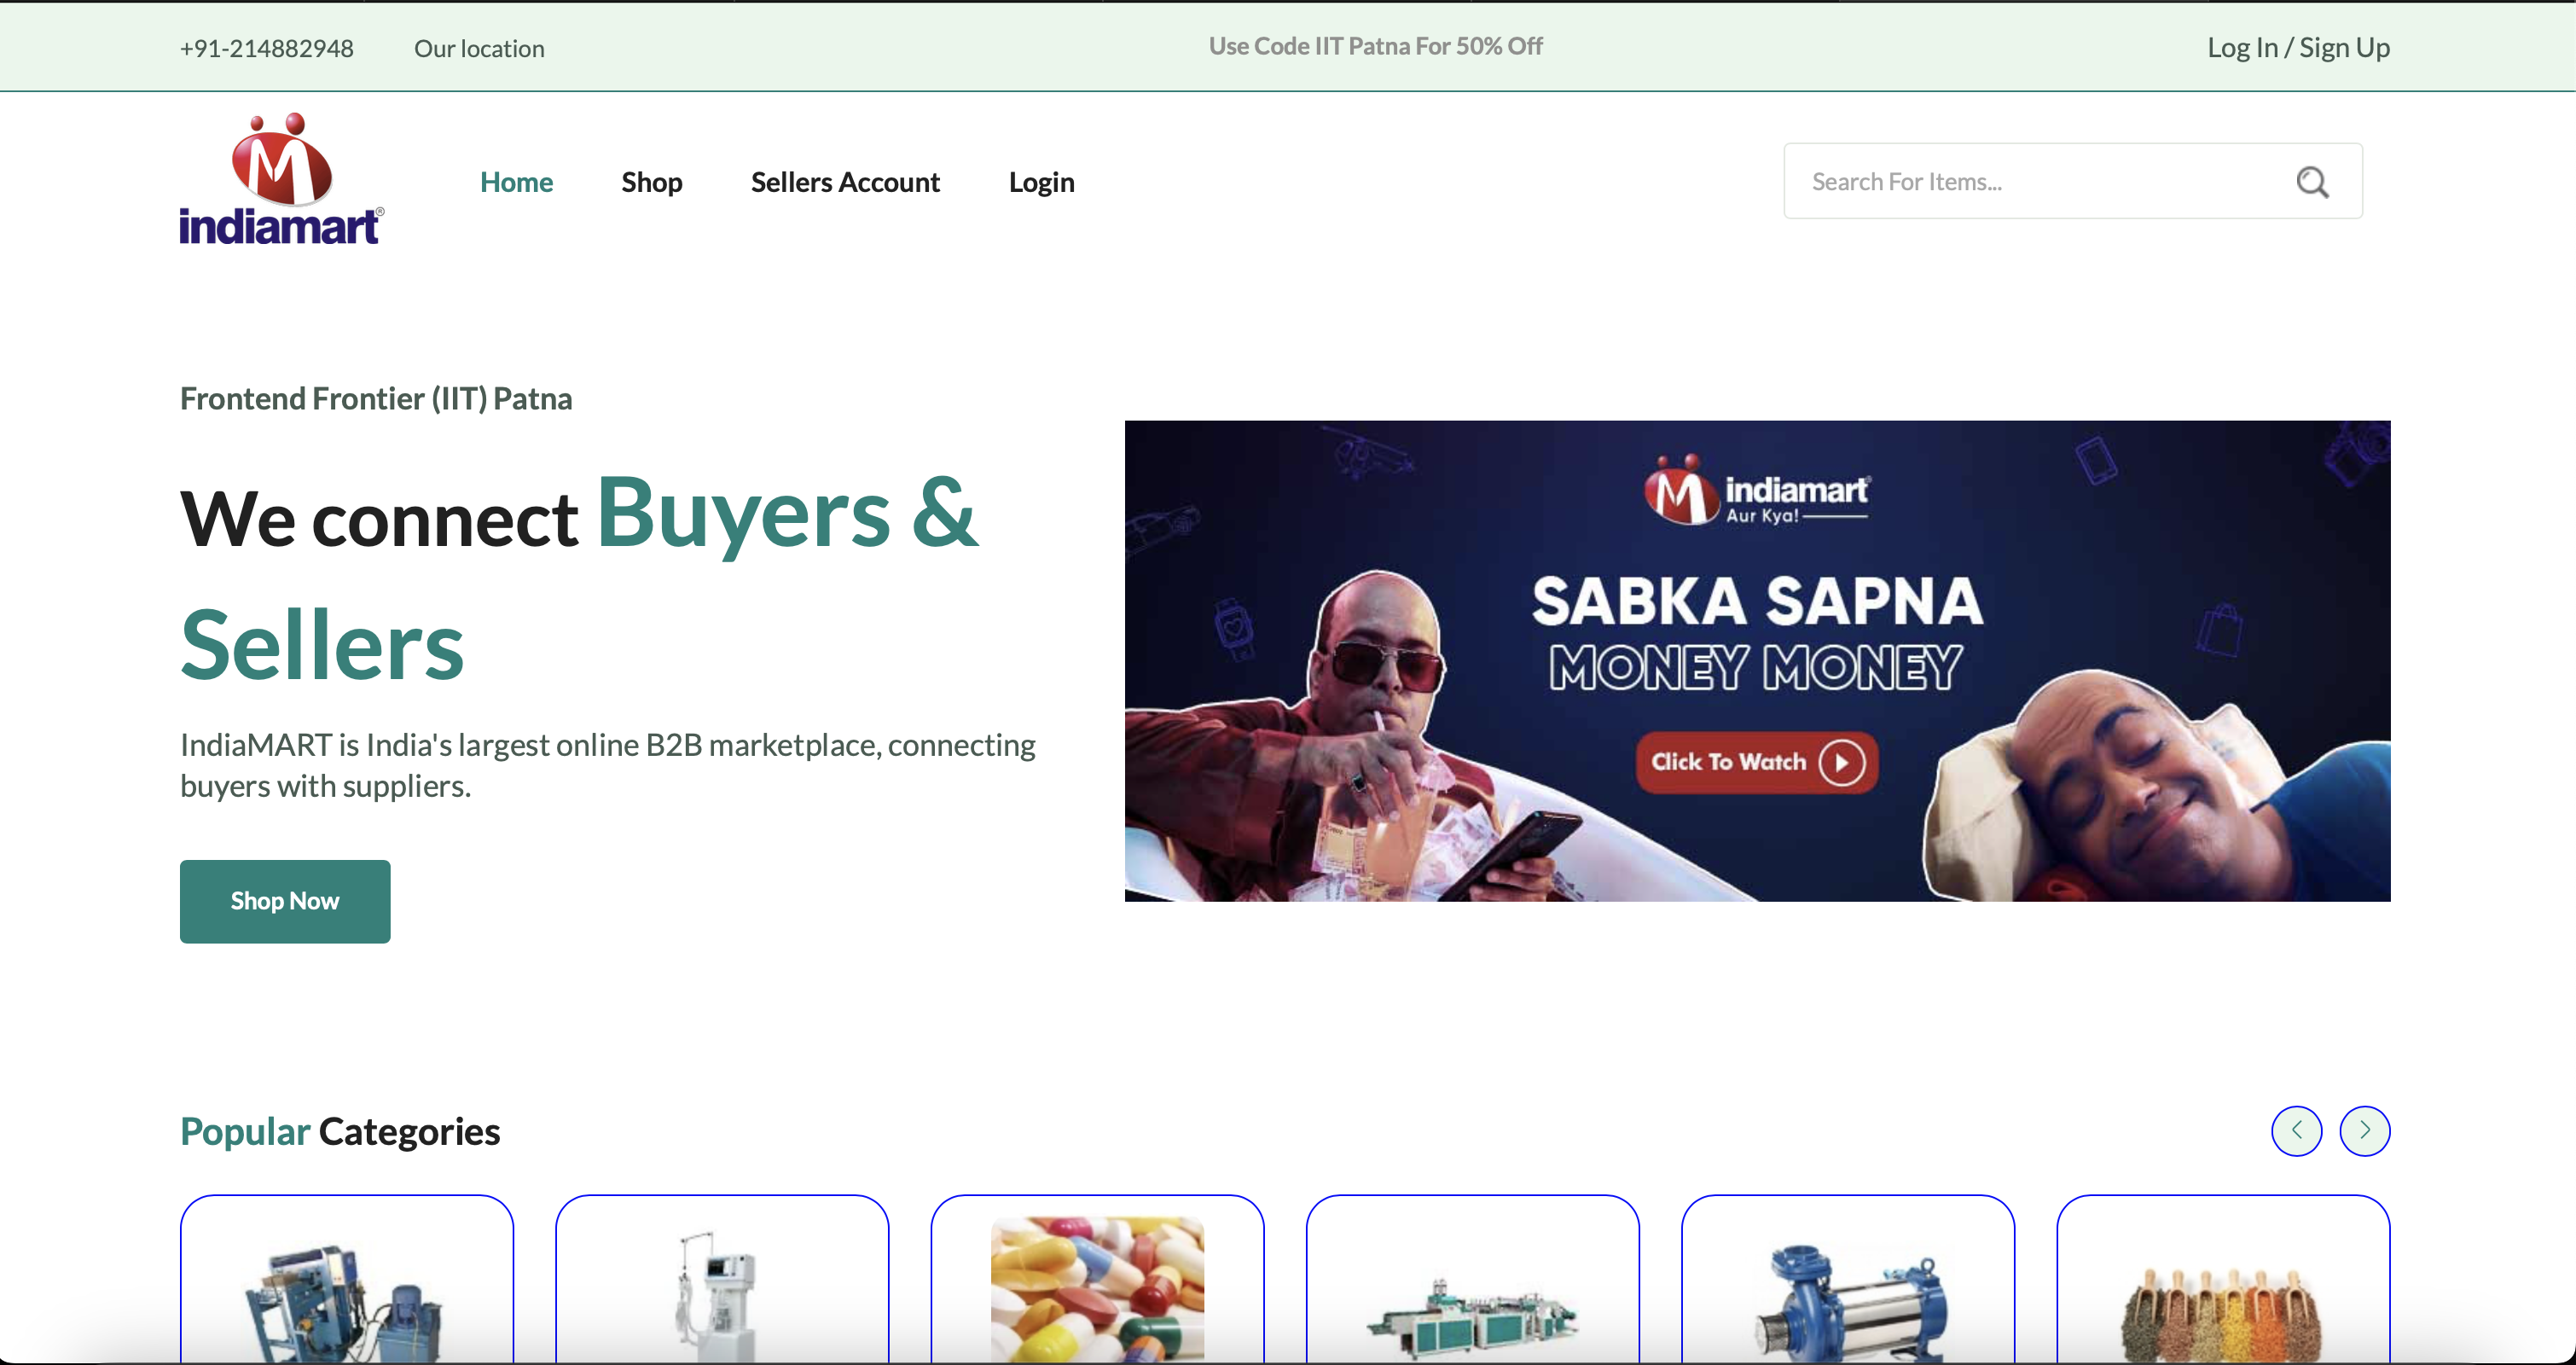 +91-214882948
Our location
Use Code IIT Patna For 50% Off
Log In / Sign Up
indiamart®
Home
Shop
Sellers Account
Login
Search For Items...
Frontend Frontier (IIT) Patna
We connect Buyers &
Sellers
IndiaMART is India's largest online B2B marketplace, connecting
buyers with suppliers.
Shop Now
indiamart®
Aur Kya!
SABKA SAPNA
MONEY MONEY
Click To Watch
Popular Categories